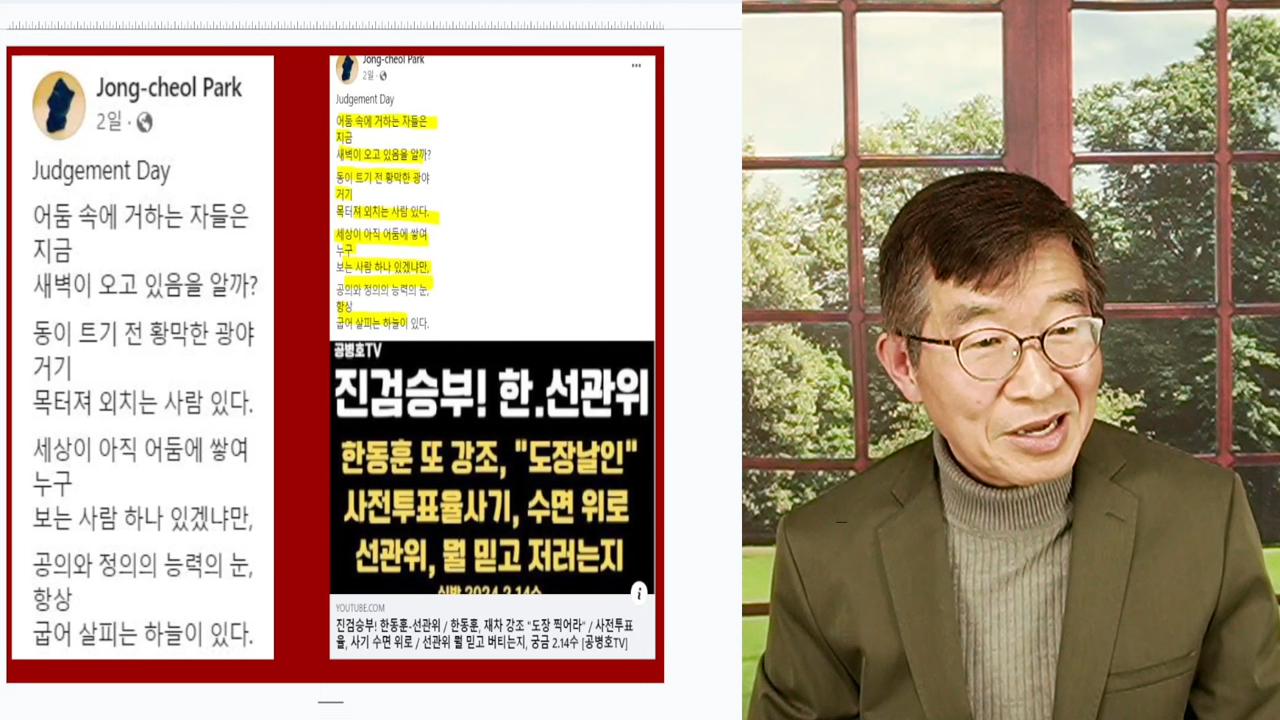 Jong-cheol Park
2일 ·
Judgement Day
어둠 속에 거하는 자들은
지금
새벽이 오고 있음을 알까?
동이 트기 전 황막한 광야
거기
목터져 외치는 사람 있다.
세상이 아직 어둠에 쌓여
누구
보는 사람 하나 있겠냐만,
공의와 정의의 능력의 눈,
항상
굽어 살피는 하늘이 있다.
Jong-cheol Park
2일 ·
Judgement Day
어둠 속에 거하는 자들은
지금
새벽이 오고 있음을 알까?
동이 트기 전 황막한 광야
거기
목터져 외치는 사람 있다.
세상이 아직 어둠에 쌓여
누구
보는 사람 하나 있겠냐만,
공의와 정의의 능력의 눈,
항상
굽어 살피는 하늘이 있다.
공병호TV
진검승부! 한.선관위
한동훈 또 강조, "도장날인"
사전투표율사기, 수면 위로
선관위, 뭘 믿고 저러는지
2024.2.14수
YOUTUBE.COM
진검승부! 한동훈-선관위 / 한동훈, 재차 강조 "도장 찍어라" / 사전투표
율, 사기 수면 위로 / 선관위 뭘 믿고 버티는지, 궁금 2.14수 [공병호TV]